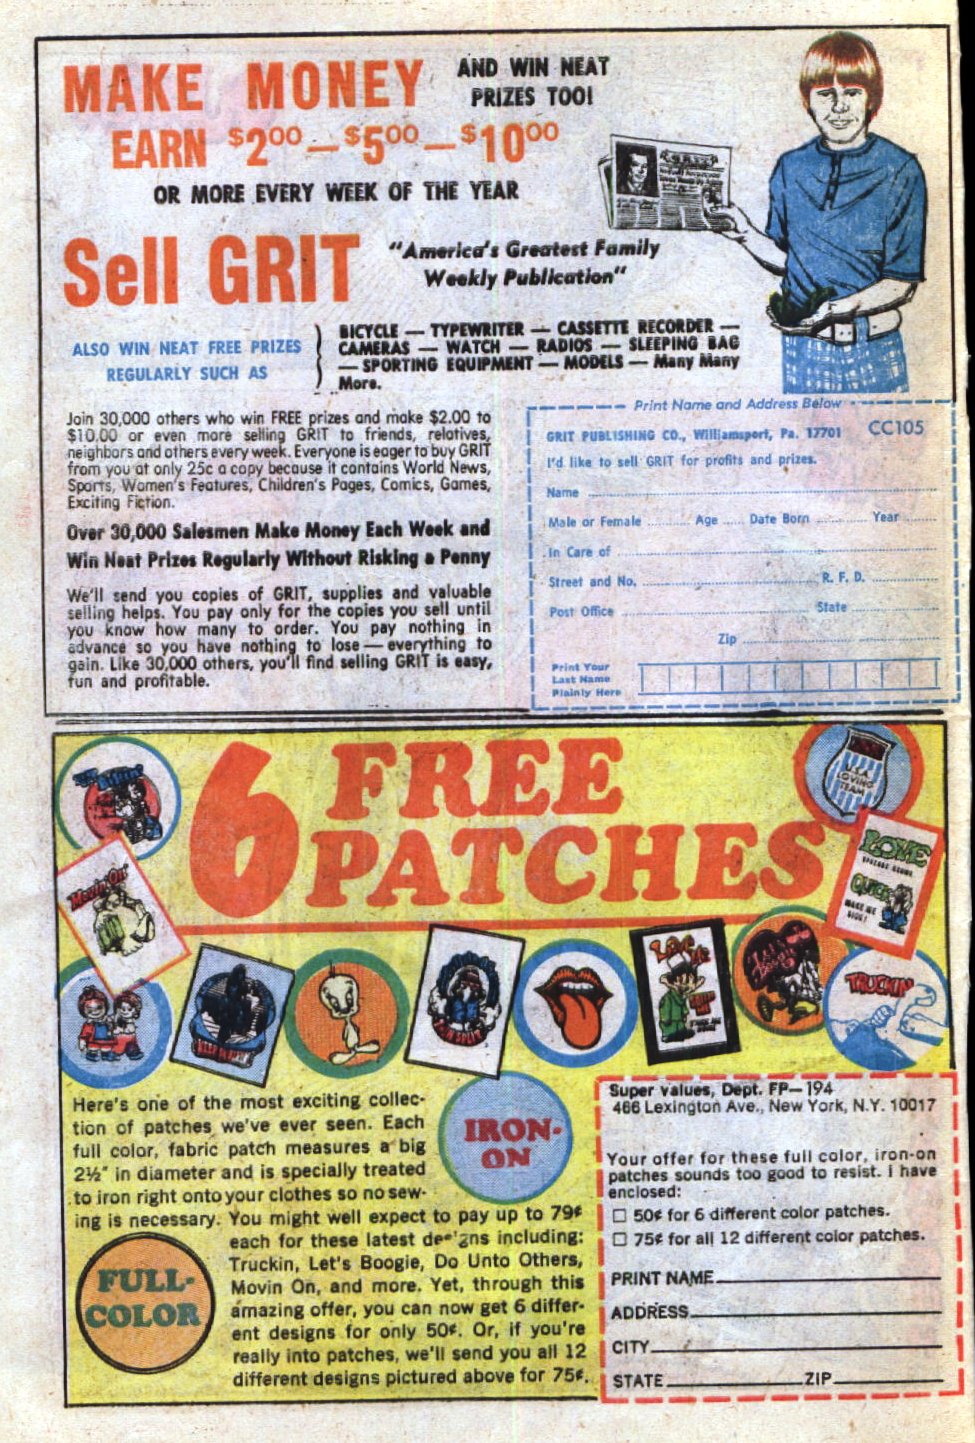 MAKE MONEY
AND WIN NEAT
PRIZES TOO!
EARN $2.00 — $5.00 — $10.00
OR MORE EVERY WEEK OF THE YEAR
Sell GRIT
"America's Greatest Family
Weekly Publication"
ALSO WIN NEAT FREE PRIZES
REGULARLY SUCH AS
BICYCLE — TYPEWRITER — CASSETTE RECORDER —
CAMERAS — WATCH — RADIOS — SLEEPING BAG
— SPORTING EQUIPMENT — MODELS — Many Many
More.
Join 30,000 others who win FREE prizes and make $2.00 to
$10.00 or even more selling GRIT to friends, relatives,
neighbors and others every week. Everyone is eager to buy GRIT
from you at only 25c a copy because it contains World News,
Sports, Women's Features, Children's Pages, Comics, Games,
Exciting Fiction.
Over 30,000 Salesmen Make Money Each Week and
Win Neat Prizes Regularly Without Risking a Penny
We'll send you copies of GRIT, supplies and valuable
selling helps. You pay only for the copies you sell until
you know how many to order. You pay nothing in
advance so you have nothing to lose — everything to
gain. Like 30,000 others, you'll find selling GRIT is easy,
fun and profitable.
Print Name and Address Below
GRIT PUBLISHING CO., Williamsport, Pa. 17701 CC105
I'd like to sell GRIT for profits and prizes.
Name
Male or Female Age Date Born Year
In Care of
Street and No. R. F. D.
Post Office State
Zip
Print Your
Last Name
Plainly Here
6 FREE
PATCHES
U.S.A.
LOVING
TEAM
Movin On
LOVE
QUICK
MAKE ME
TRUCKIN
Here's one of the most exciting collec-
tion of patches we've ever seen. Each
full color, fabric patch measures a big
2½" in diameter and is specially treated
to iron right onto your clothes so no sew-
ing is necessary. You might well expect to pay up to 79¢
each for these latest designs including:
Truckin, Let's Boogie, Do Unto Others,
Movin On, and more. Yet, through this
amazing offer, you can now get 6 differ-
ent designs for only 50¢. Or, if you're
really into patches, we'll send you all 12
different designs pictured above for 75¢.
IRON-
ON
FULL-
COLOR
Super values, Dept. FP— 194
466 Lexington Ave., New York, N.Y. 10017
Your offer for these full color, iron-on
patches sounds too good to resist. I have
enclosed:
□ 50¢ for 6 different color patches.
□ 75¢ for all 12 different color patches.
PRINT NAME
ADDRESS
CITY
STATE ZIP